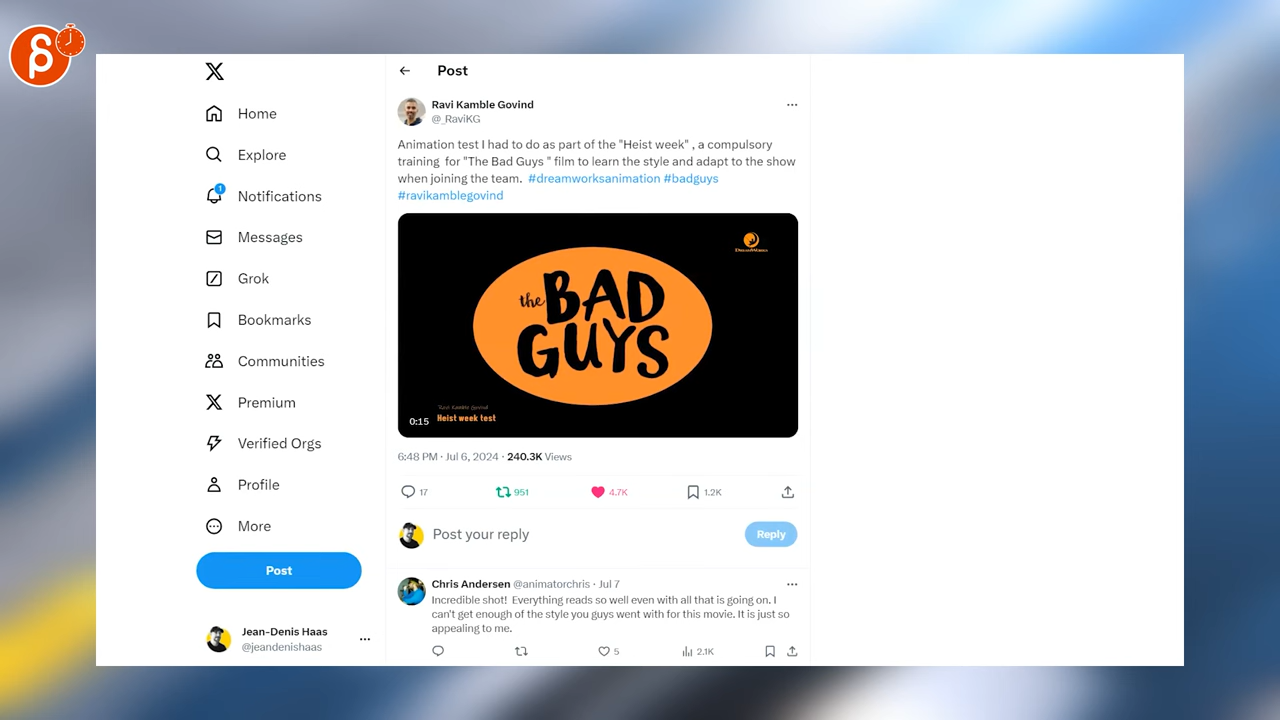 Post
Home
Explore
1
Notifications
Messages
Grok
Bookmarks
Communities
Premium
Verified Orgs
Profile
More
Post
Jean-Denis Haas
@jeandenishaas
Ravi Kamble Govind
@_RaviKG
Animation test I had to do as part of the "Heist week" , a compulsory
training for "The Bad Guys " film to learn the style and adapt to the show
when joining the team. #dreamworksanimation #badguys
#ravikamblegovind
DREAMWORKS
the BAD
GUYS
Ravi Kamble Govind
0:15 Heist week test
6:48 PM · Jul 6, 2024 · 240.3K Views
17 951 4.7K 1.2K
Post your reply
Reply
Chris Andersen @animatorchris · Jul 7
Incredible shot! Everything reads so well even with all that is going on. I
can't get enough of the style you guys went with for this movie. It is just so
appealing to me.
5 2.1K